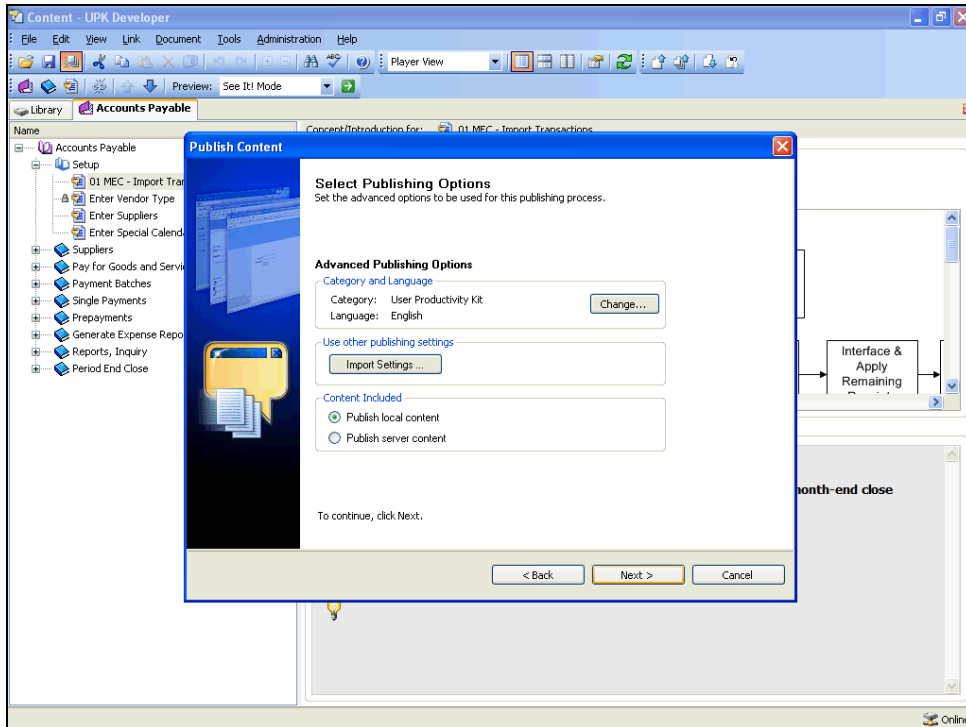 Content - UPK Developer
File Edit View Link Document Tools Administration Help
Player View
Preview: See It! Mode
Library Accounts Payable
Name
Concept/Introduction for: 01 MEC - Import Transactions
Accounts Payable
Setup
01 MEC - Import Tran
Enter Vendor Type
Enter Suppliers
Enter Special Calend
Suppliers
Pay for Goods and Servi
Payment Batches
Single Payments
Prepayments
Generate Expense Repo
Reports, Inquiry
Period End Close
Publish Content
Select Publishing Options
Set the advanced options to be used for this publishing process.
Advanced Publishing Options
Category and Language
Category: User Productivity Kit
Change...
Language: English
Use other publishing settings
Import Settings ...
Content Included
Publish local content
Publish server content
To continue, click Next.
< Back Next > Cancel
Interface &
Apply
Remaining
month-end close
Online